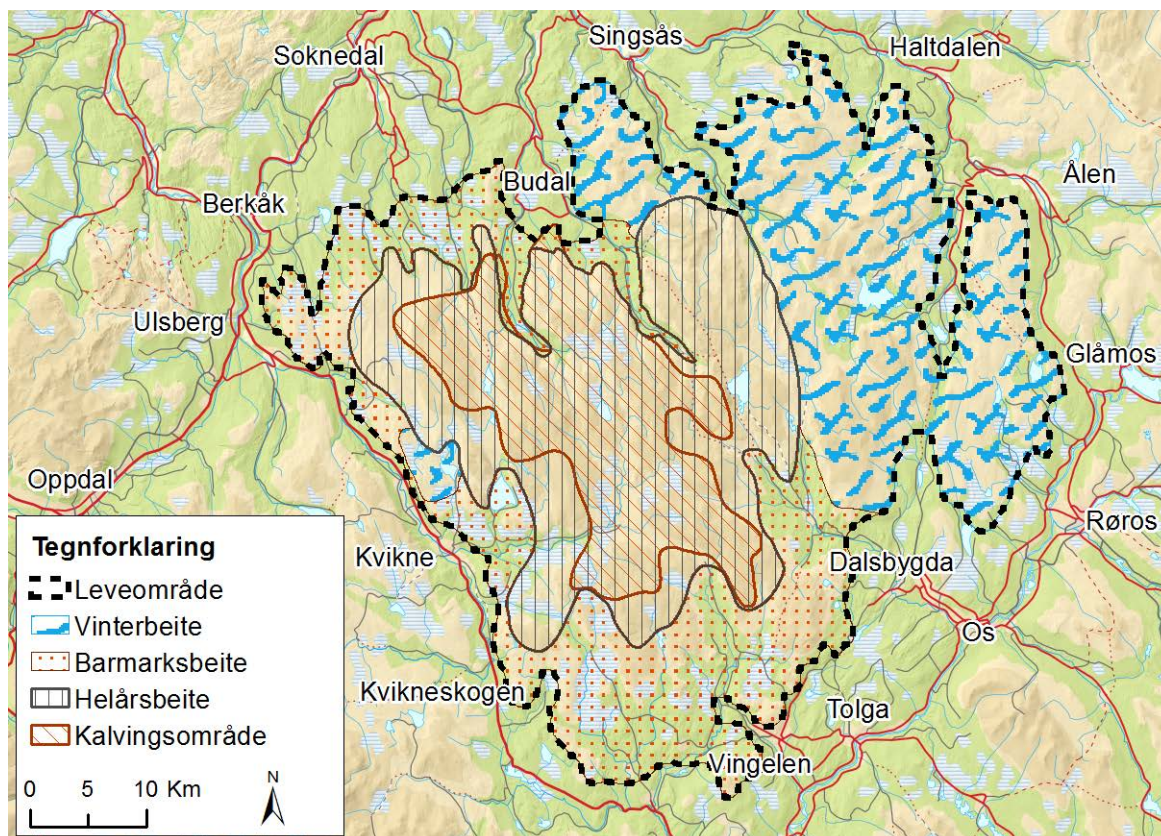 Singsås
Haltdalen
Soknedal
Ålen
Budal
Berkåk
Ulsberg
Glåmos
Oppdal
Røros
Kvikne
Dalsbygda
Os
Kvikneskogen
Tolga
Vingelen
Tegnforklaring
Leveområde
Vinterbeite
Barmarksbeite
Helårsbeite
Kalvingsområde
0 5 10 Km
N